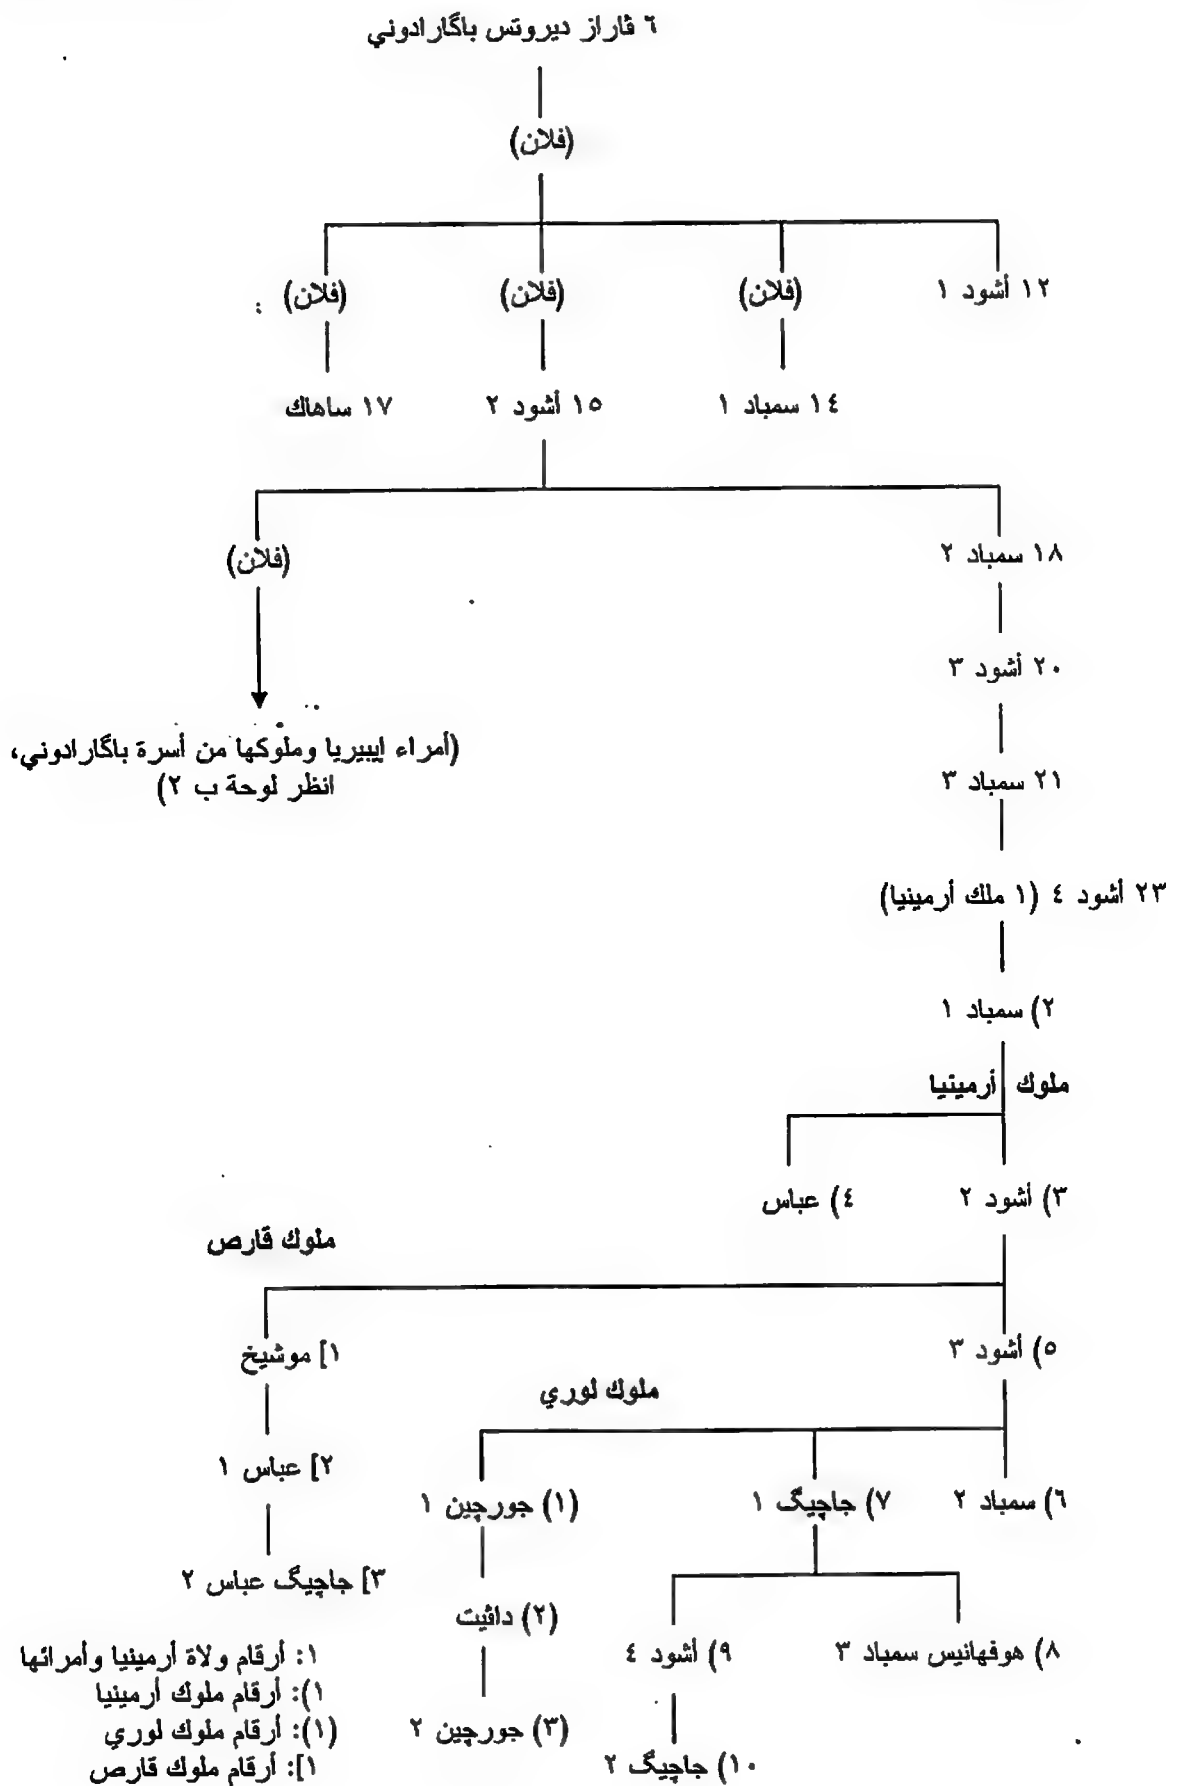 ٦ ڤاراز ديروتس باگارادوني
(فلان)
١٢ أشود ١
(فلان)
(فلان)
(فلان)
١٤ سمباد ١
١٥ أشود ٢
١٧ ساهاك
١٨ سمباد ٢
(فلان)
٢٠ أشود ٣
(أمراء إيبيريا وملوكها من أسرة باگارادوني،
انظر لوحة ب ٢)
٢١ سمباد ٣
٢٣ أشود ٤ (١ ملك أرمينيا)
٢) سمباد ١
ملوك أرمينيا
٣) أشود ٢
٤) عباس
ملوك قارص
٥) أشود ٣
١] موشيخ
ملوك لوري
٢] عباس ١
٦) سمباد ٢
٧) جاچيگ ١
(١) جورچين ١
٣] جاچيگ عباس ٢
(٢) داڤيت
٨) هوفهانيس سمباد ٣
٩) أشود ٤
(٣) جورچين ٢
١٠) جاچيگ ٢
١: أرقام ولاة أرمينيا وأمرائها
١): أرقام ملوك أرمينيا
(١): أرقام ملوك لوري
١]: أرقام ملوك قارص